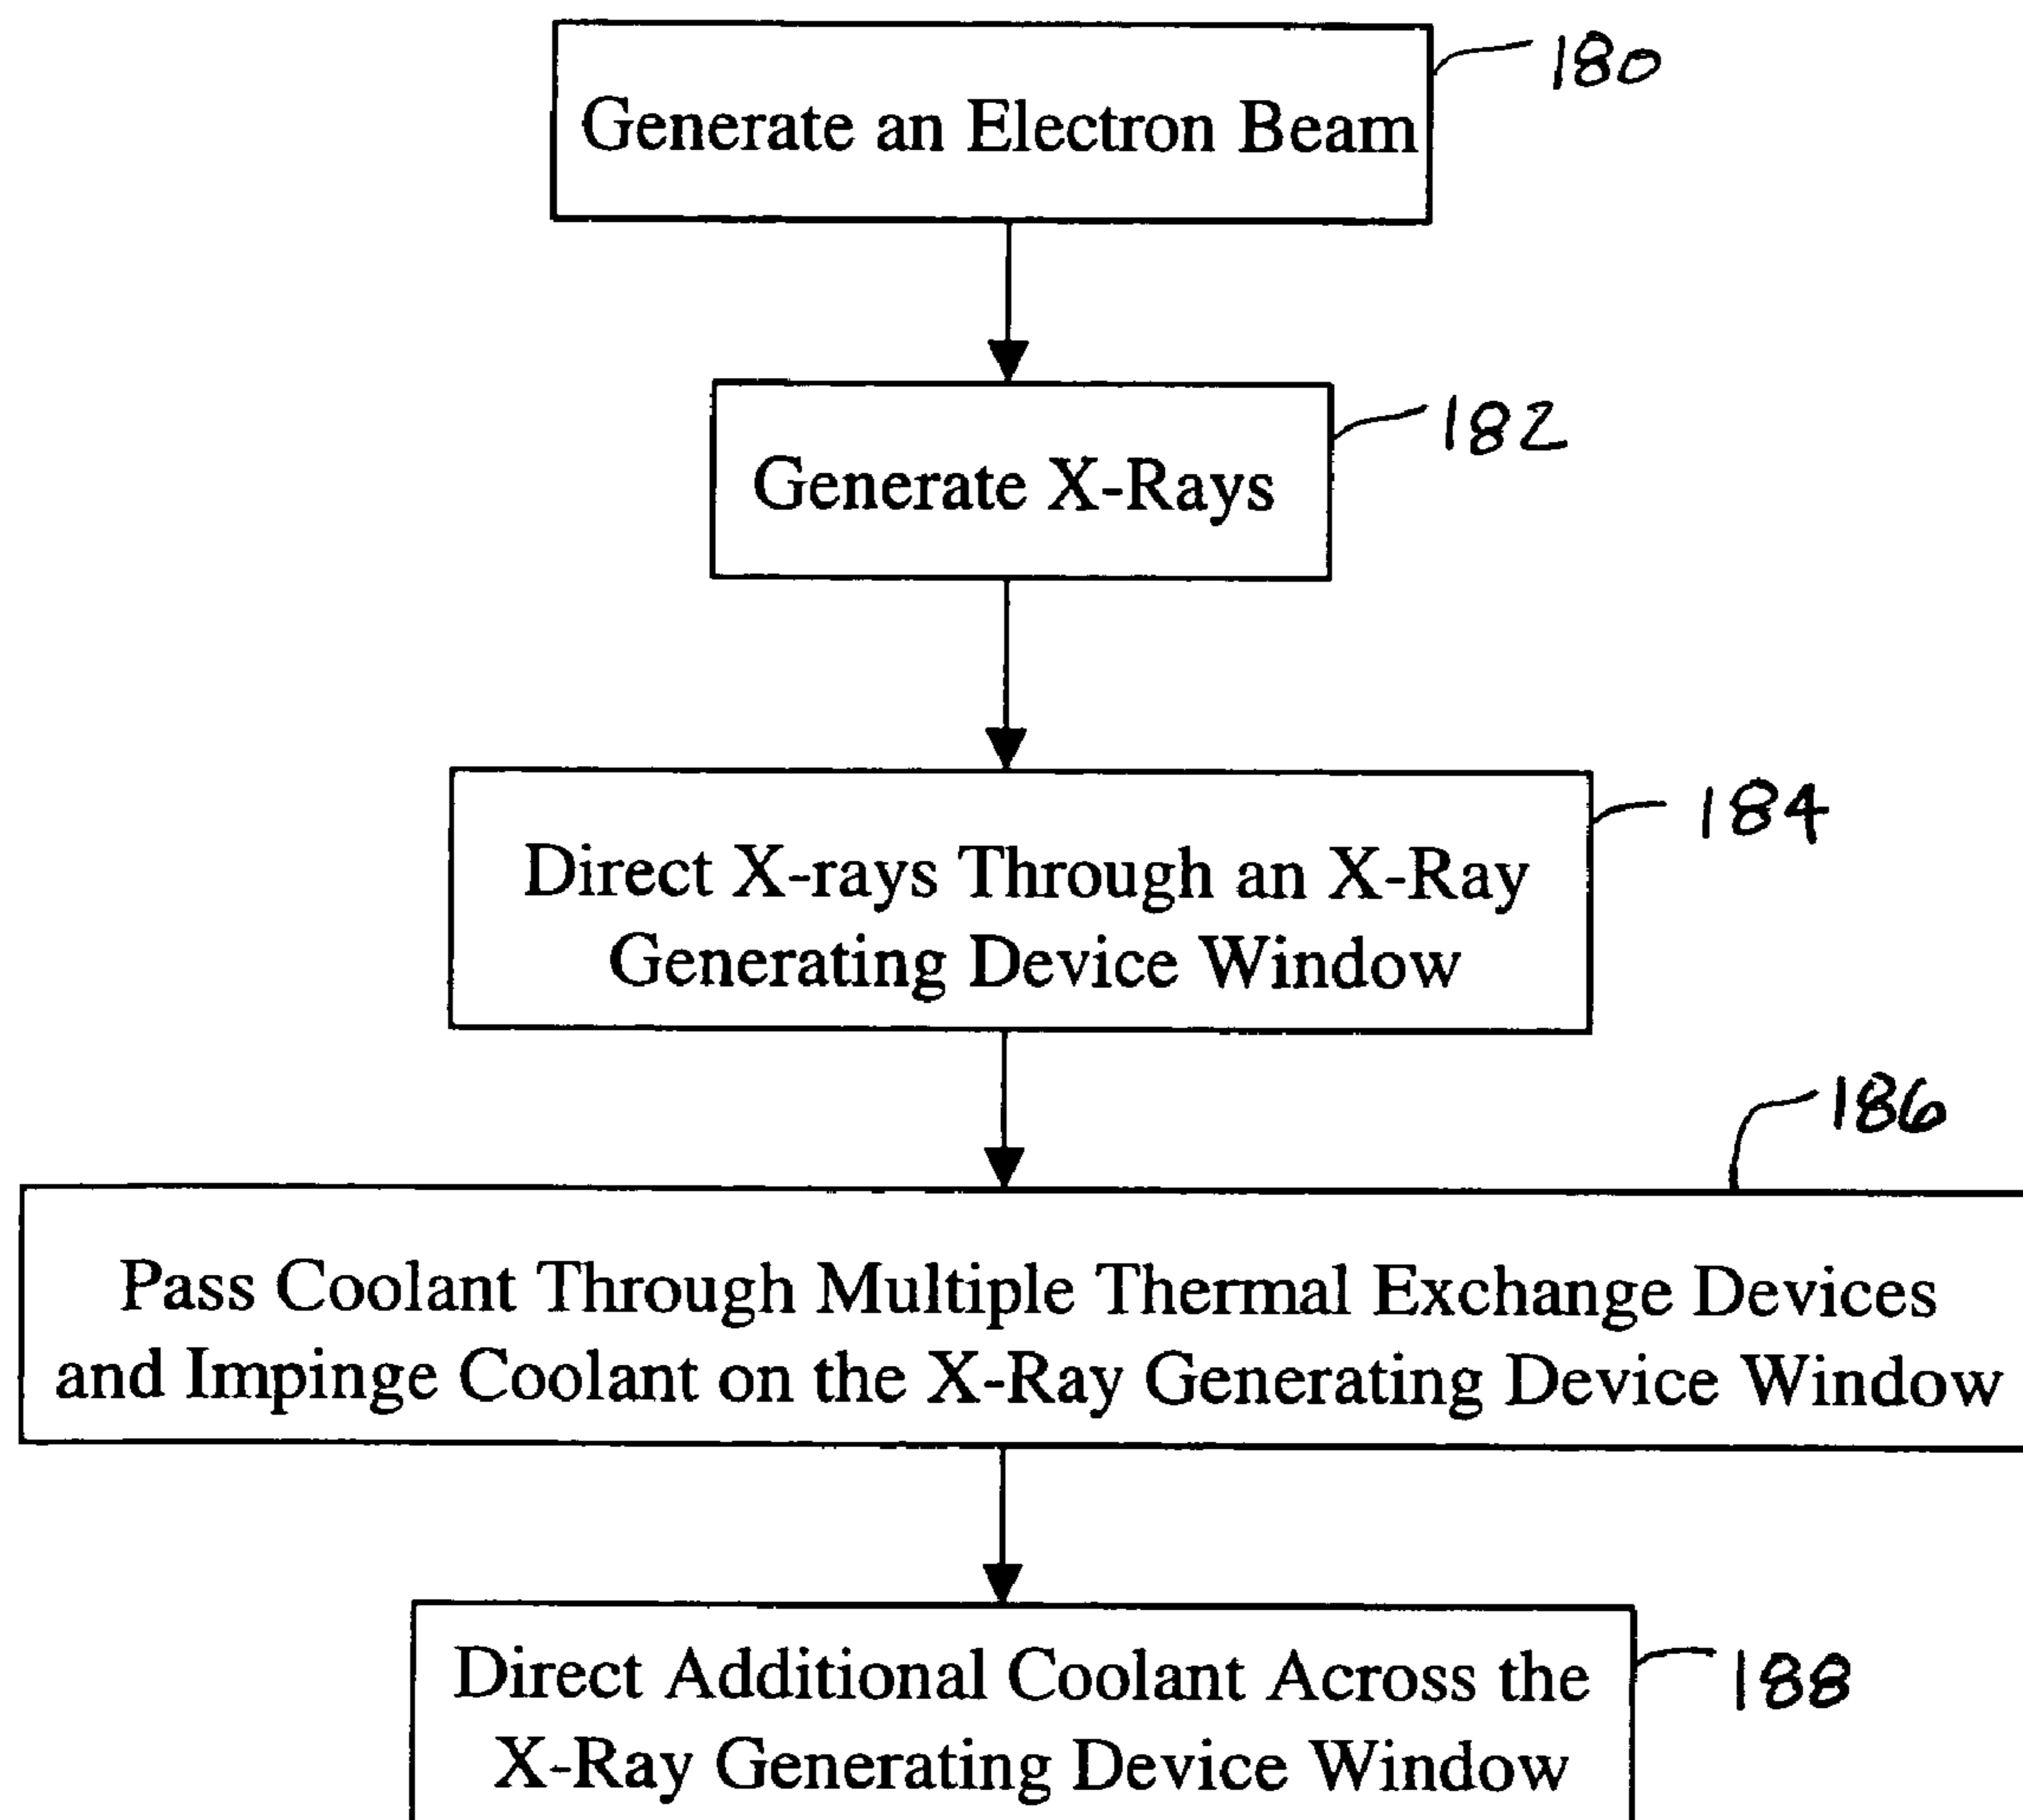 Generate an Electron Beam
180
Generate X-Rays
182
Direct X-rays Through an X-Ray
Generating Device Window
184
186
Pass Coolant Through Multiple Thermal Exchange Devices
and Impinge Coolant on the X-Ray Generating Device Window
Direct Additional Coolant Across the
X-Ray Generating Device Window
188